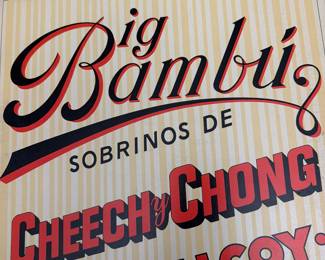 Big
Bambú
SOBRINOS DE
CHEECH y CHONG